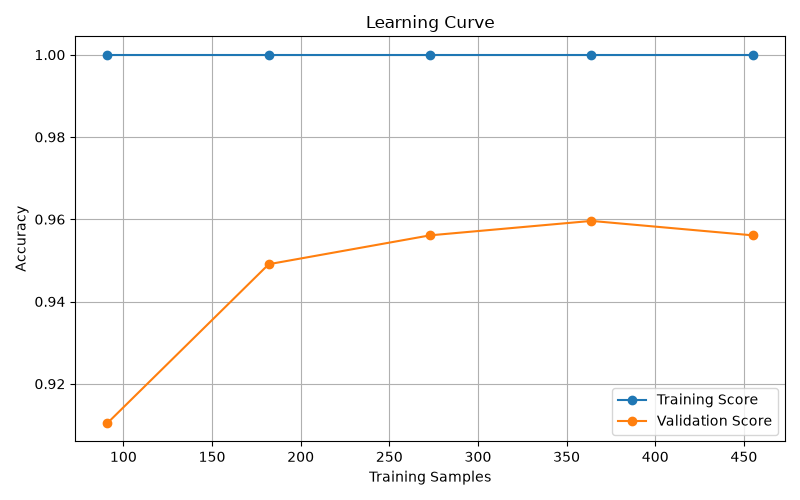 Learning Curve
1.00
0.98
0.96
0.94
0.92
Accuracy
100 150 200 250 300 350 400 450
Training Samples
Training Score
Validation Score